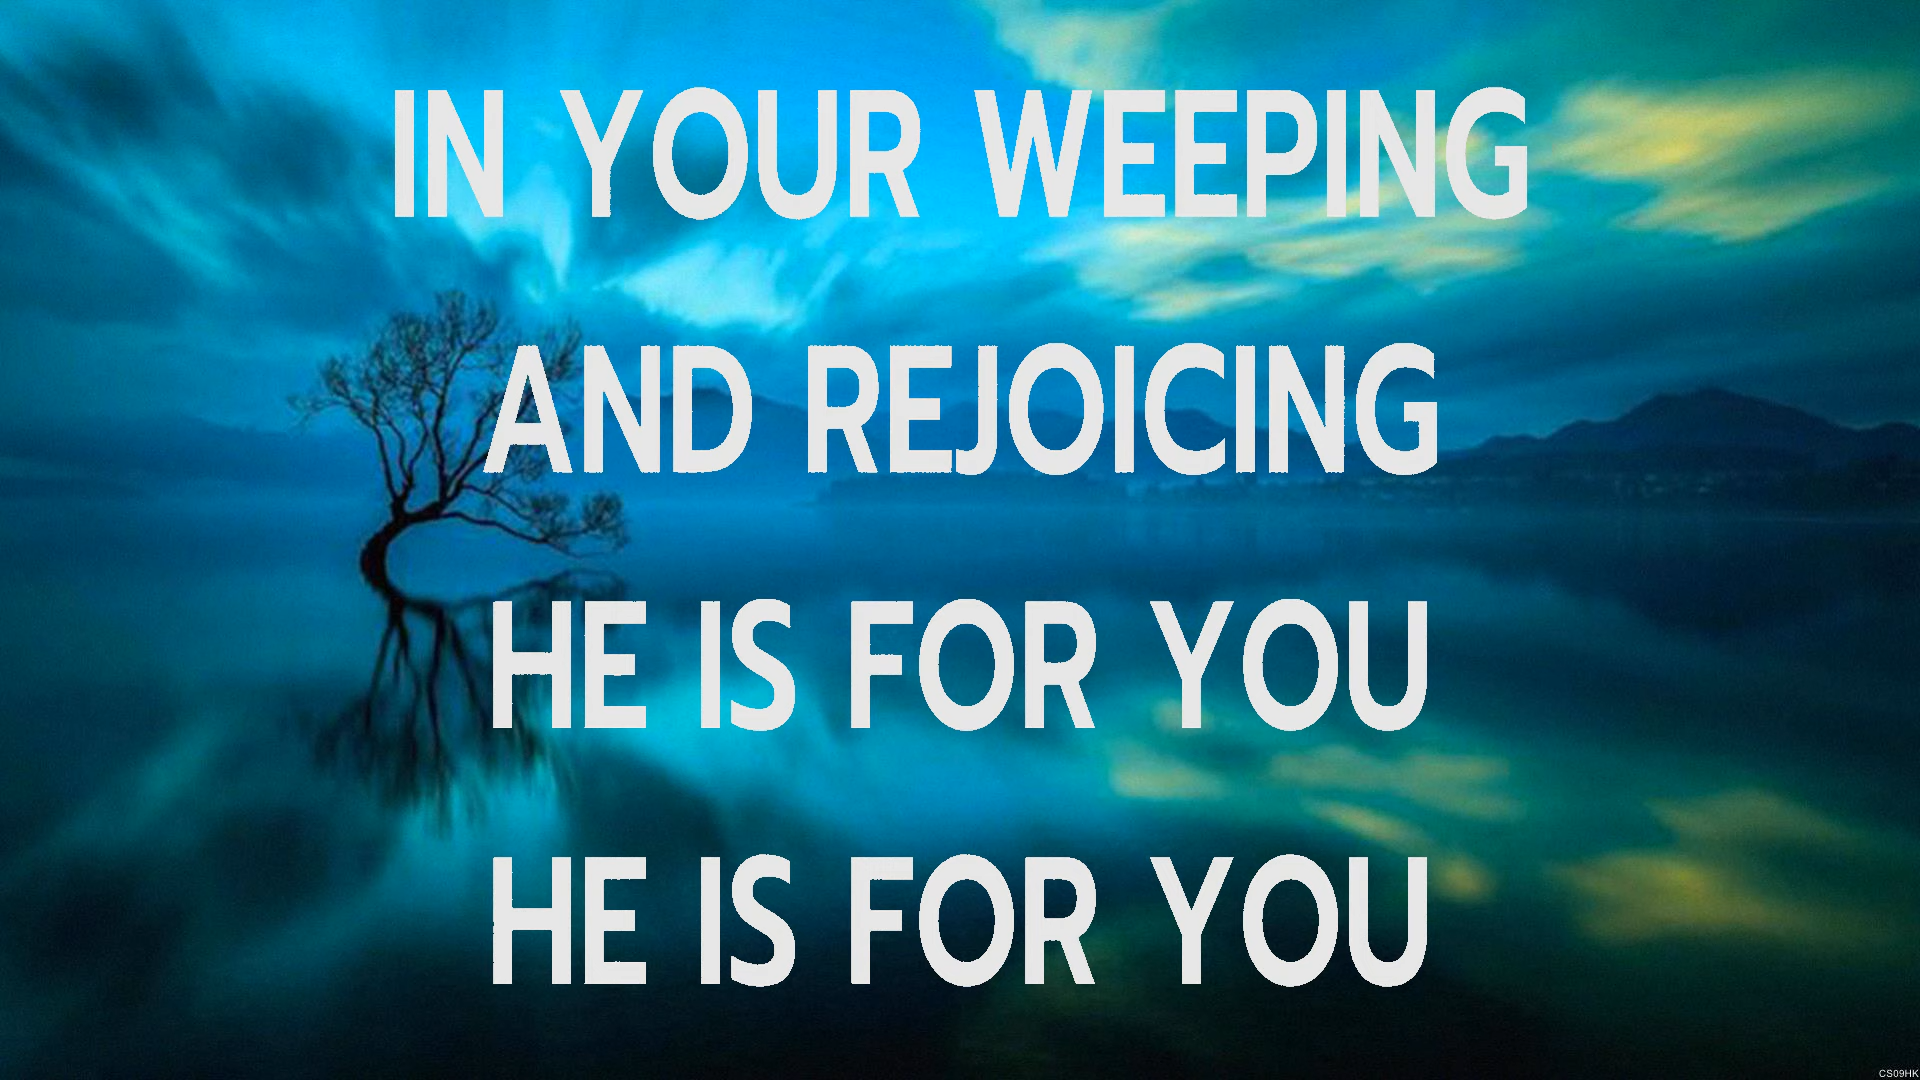 IN YOUR WEEPING
AND REJOICING
HE IS FOR YOU
HE IS FOR YOU
CS09HK